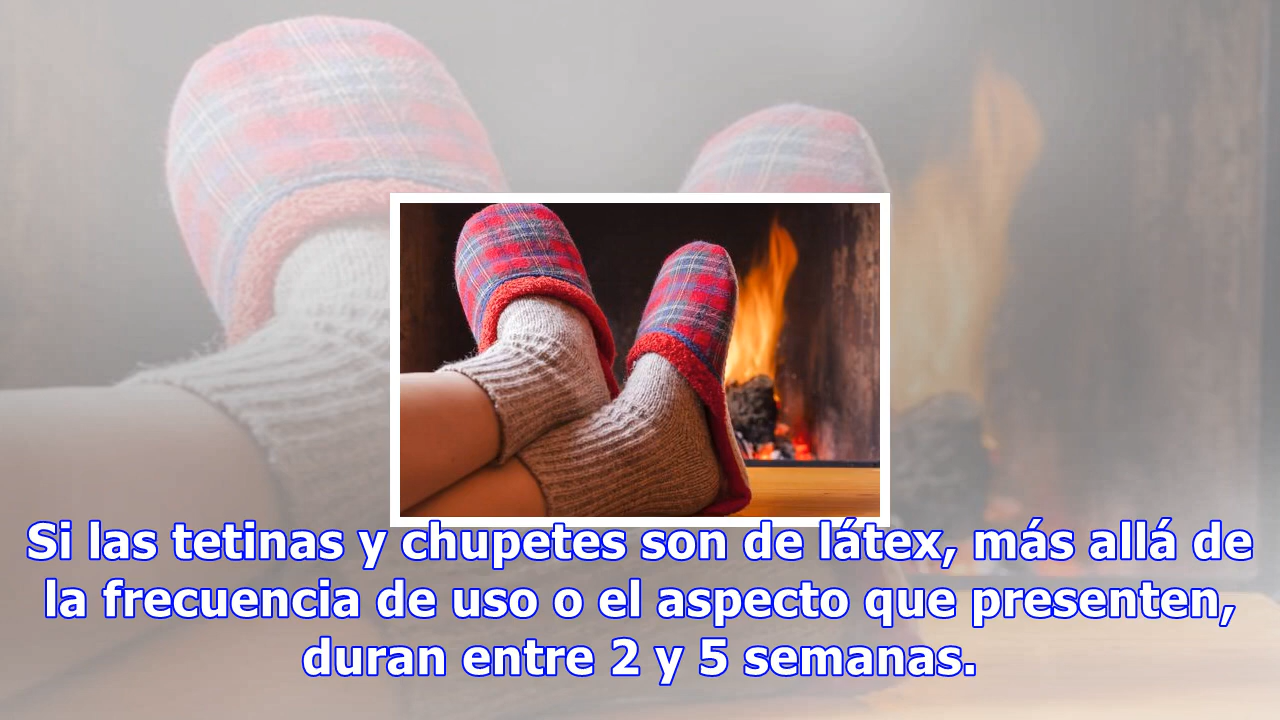 Si las tetinas y chupetes son de látex, más allá de
la frecuencia de uso o el aspecto que presenten,
duran entre 2 y 5 semanas.